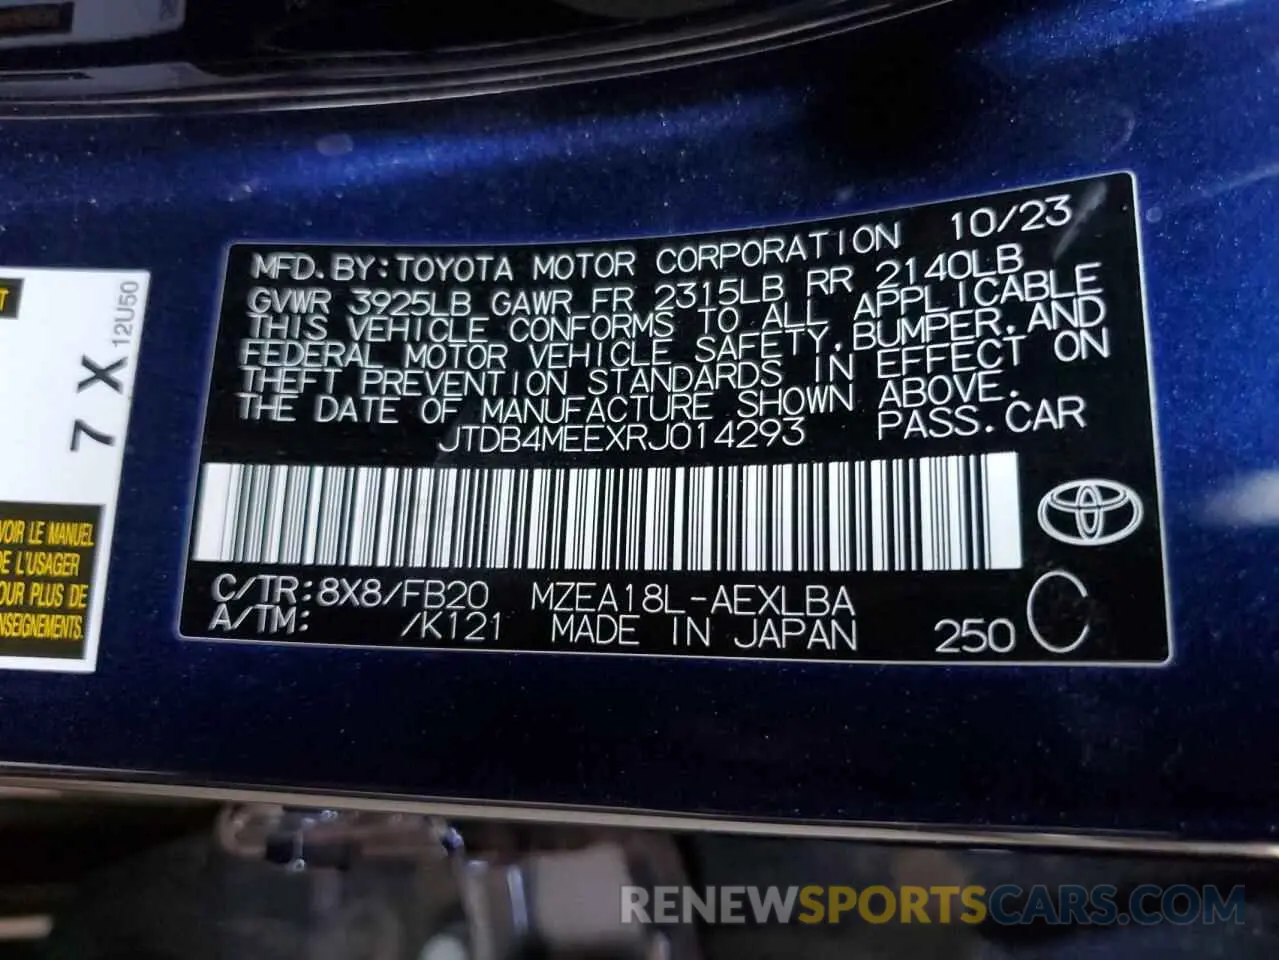 10/23
MFD.BY:TOYOTA MOTOR CORPORATION
GVWR 3925LB GAWR FR 2315LB RR 2140LB
THIS VEHICLE CONFORMS TO ALL APPLICABLE
FEDERAL MOTOR VEHICLE SAFETY,BUMPER,AND
THEFT PREVENTION STANDARDS IN EFFECT ON
THE DATE OF MANUFACTURE SHOWN ABOVE.
JTDB4MEEXRJ014293 PASS.CAR
C/TR:8X8/FB20 MZEA18L-AEXLBA
A/TM: /K121 MADE IN JAPAN 250 C
7 X 12U50
T
VOIR LE MANUEL
DE L'USAGER
OUR PLUS DE
NSEIGNEMENTS.
RENEWSPORTSCARS.COM